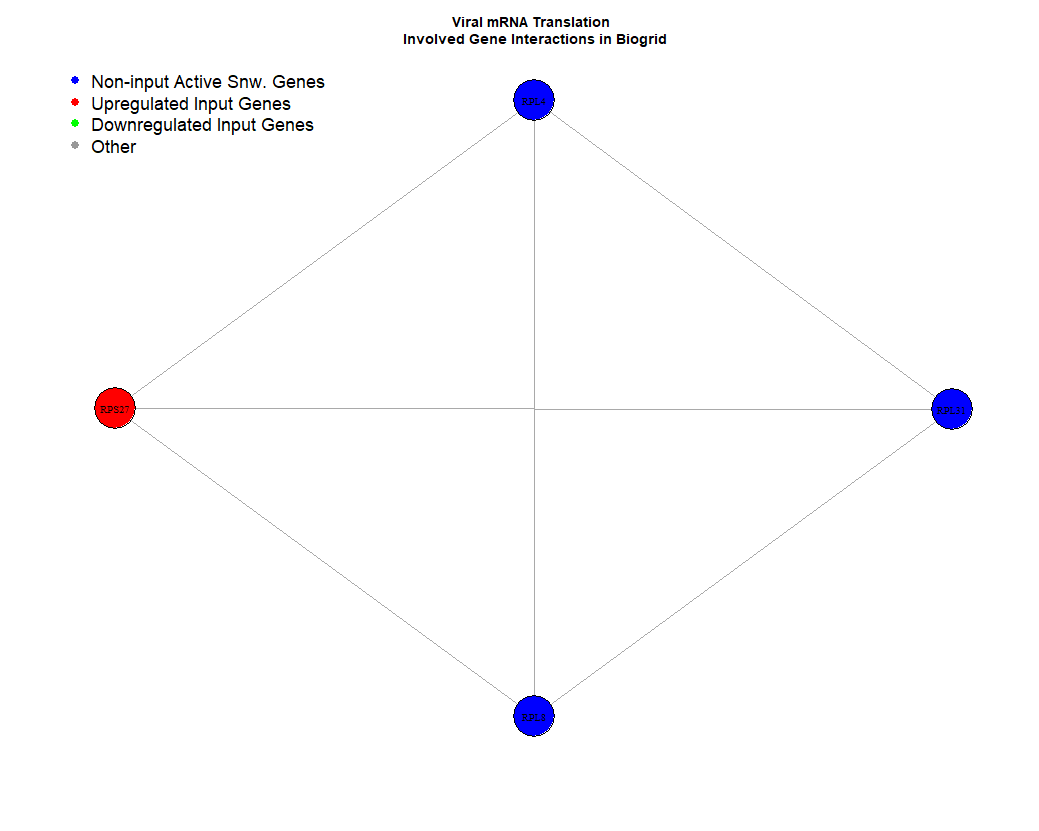 Viral mRNA Translation
Involved Gene Interactions in Biogrid
Non-input Active Snw. Genes
Upregulated Input Genes
Downregulated Input Genes
Other
RPL4
RPS27
RPL31
RPL8